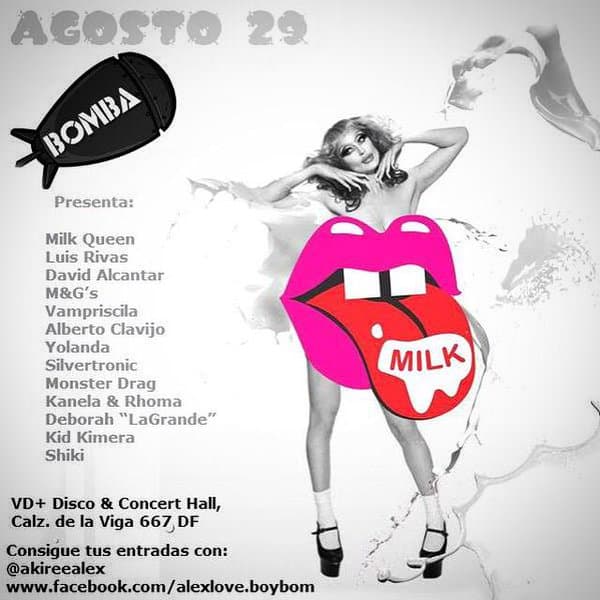 AGOSTO 29
BOMBA
Presenta:
Milk Queen
Luis Rivas
David Alcantar
M&G's
Vampriscila
Alberto Clavijo
Yolanda
Silvertronic
Monster Drag
Kanela & Rhoma
Deborah “LaGrande”
Kid Kimera
Shiki
MILK
VD+ Disco & Concert Hall,
Calz. de la Viga 667 DF
Consigue tus entradas con:
@akireealex
www.facebook.com/alexlove.boybom